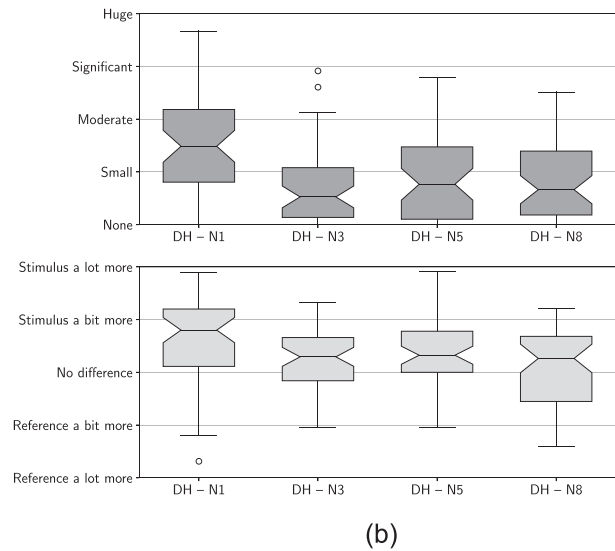 Huge
Significant
Moderate
Small
None
DH – N1 DH – N3 DH – N5 DH – N8
Stimulus a lot more
Stimulus a bit more
No difference
Reference a bit more
Reference a lot more
DH – N1 DH – N3 DH – N5 DH – N8
(b)